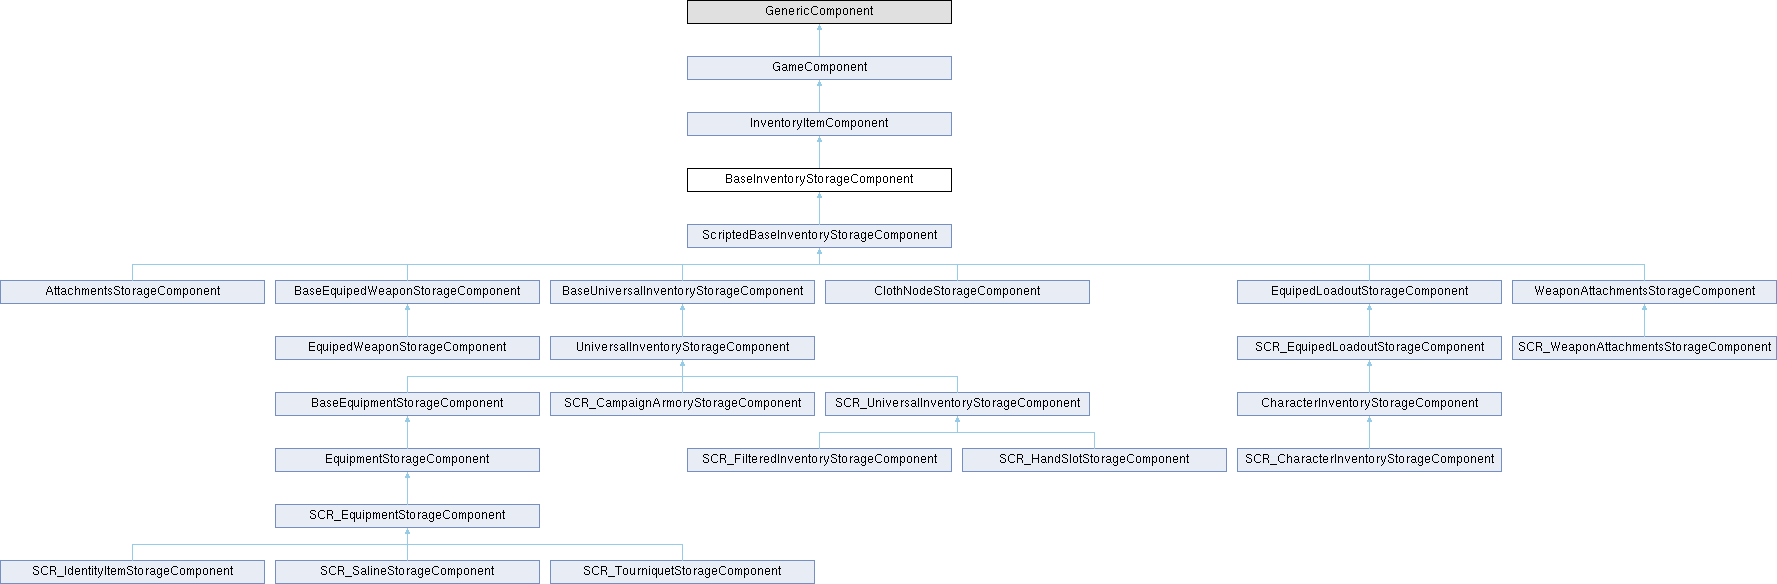 GenericComponent
GameComponent
InventoryItemComponent
BaseInventoryStorageComponent
ScriptedBaseInventoryStorageComponent
AttachmentsStorageComponent
BaseEquipedWeaponStorageComponent
BaseUniversalInventoryStorageComponent
ClothNodeStorageComponent
EquipedLoadoutStorageComponent
WeaponAttachmentsStorageComponent
EquipedWeaponStorageComponent
UniversalInventoryStorageComponent
SCR_EquipedLoadoutStorageComponent
SCR_WeaponAttachmentsStorageComponent
BaseEquipmentStorageComponent
SCR_CampaignArmoryStorageComponent
SCR_UniversalInventoryStorageComponent
CharacterInventoryStorageComponent
EquipmentStorageComponent
SCR_FilteredInventoryStorageComponent
SCR_HandSlotStorageComponent
SCR_CharacterInventoryStorageComponent
SCR_EquipmentStorageComponent
SCR_IdentityItemStorageComponent
SCR_SalineStorageComponent
SCR_TourniquetStorageComponent